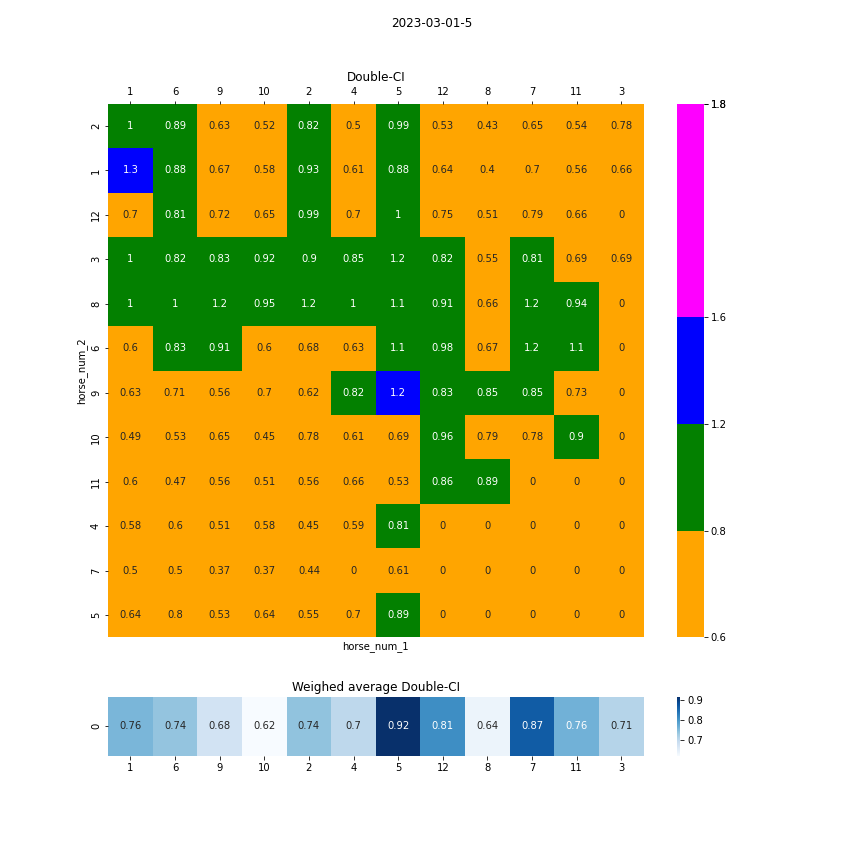 2023-03-01-5
Double-CI
1 6 9 10 2 4 5 12 8 7 11 3
2 1 0.89 0.63 0.52 0.82 0.5 0.99 0.53 0.43 0.65 0.54 0.78
1 1.3 0.88 0.67 0.58 0.93 0.61 0.88 0.64 0.4 0.7 0.56 0.66
12 0.7 0.81 0.72 0.65 0.99 0.7 1 0.75 0.51 0.79 0.66 0
3 1 0.82 0.83 0.92 0.9 0.85 1.2 0.82 0.55 0.81 0.69 0.69
8 1 1 1.2 0.95 1.2 1 1.1 0.91 0.66 1.2 0.94 0
6 0.6 0.83 0.91 0.6 0.68 0.63 1.1 0.98 0.67 1.2 1.1 0
9 0.63 0.71 0.56 0.7 0.62 0.82 1.2 0.83 0.85 0.85 0.73 0
10 0.49 0.53 0.65 0.45 0.78 0.61 0.69 0.96 0.79 0.78 0.9 0
11 0.6 0.47 0.56 0.51 0.56 0.66 0.53 0.86 0.89 0 0 0
4 0.58 0.6 0.51 0.58 0.45 0.59 0.81 0 0 0 0 0
7 0.5 0.5 0.37 0.37 0.44 0 0.61 0 0 0 0 0
5 0.64 0.8 0.53 0.64 0.55 0.7 0.89 0 0 0 0 0
horse_num_2
horse_num_1
1.8
1.6
1.2
0.8
0.6
Weighed average Double-CI
0 0.76 0.74 0.68 0.62 0.74 0.7 0.92 0.81 0.64 0.87 0.76 0.71
1 6 9 10 2 4 5 12 8 7 11 3
0.9
0.8
0.7